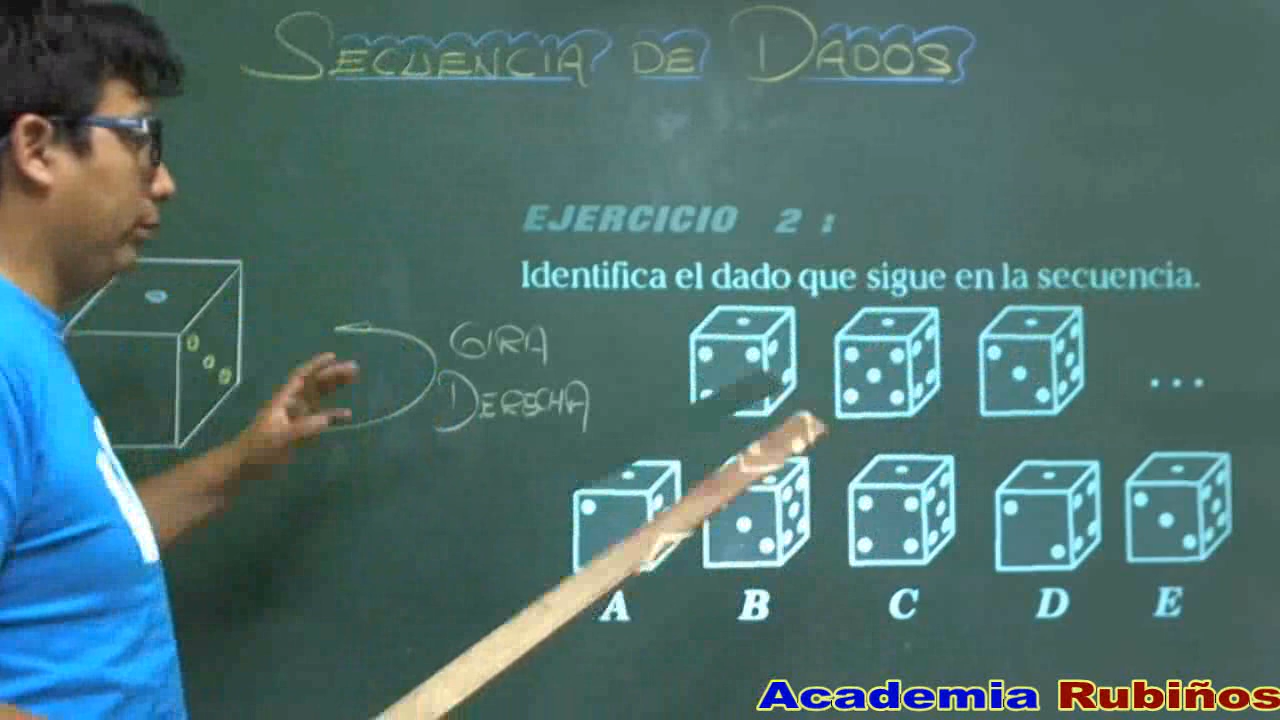 SECUENCIA DE DADOS
EJERCICIO 2 :
Identifica el dado que sigue en la secuencia.
GIRA
DERECHA
...
A B C D E
Academia Rubiños